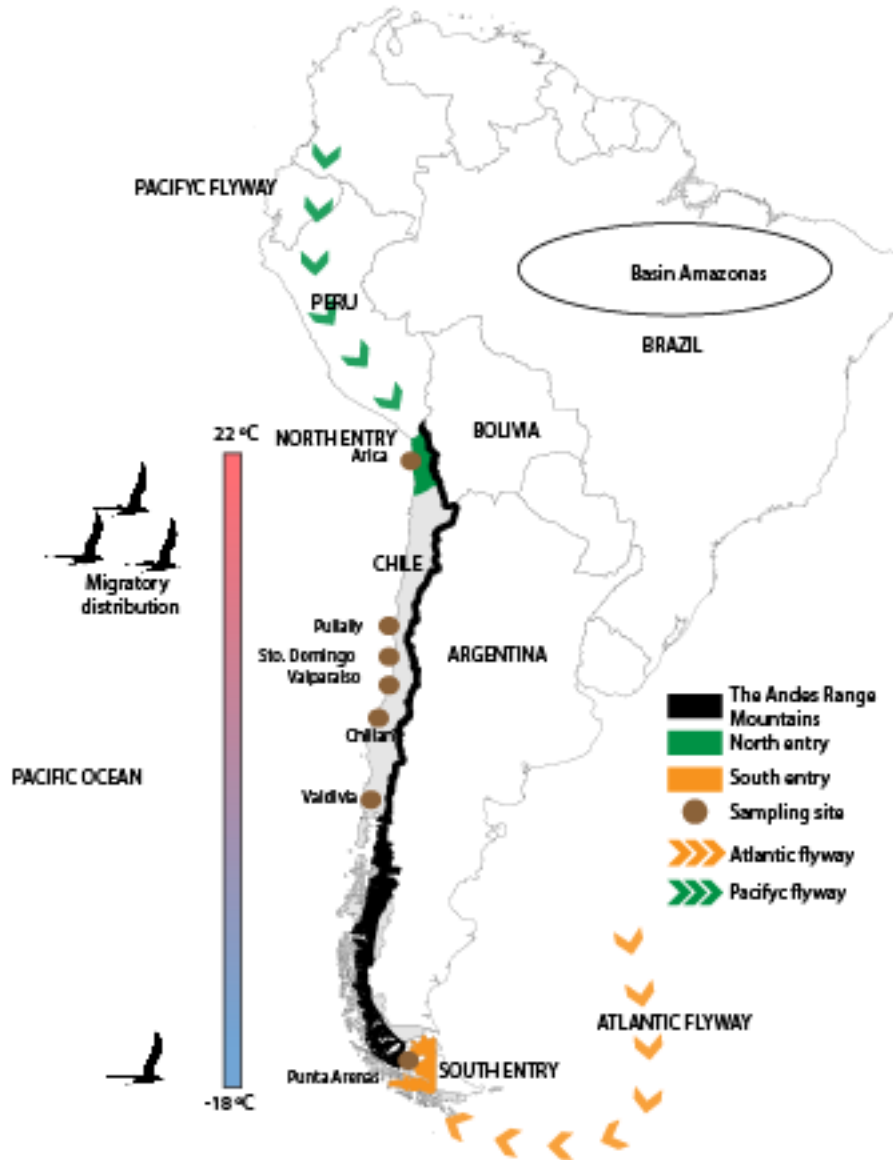 PACIFYC FLYWAY
PERU
Basin Amazonas
BRAZIL
BOLIVIA
22 ºC
NORTH ENTRY
Arica
Migratory
distribution
CHILE
Pullally
Sto. Domingo
Valparaiso
Chillan
ARGENTINA
The Andes Range
Mountains
North entry
South entry
Sampling site
Atlantic flyway
Pacifyc flyway
PACIFIC OCEAN
Valdivia
ATLANTIC FLYWAY
Punta Arenas
SOUTH ENTRY
-18 ºC